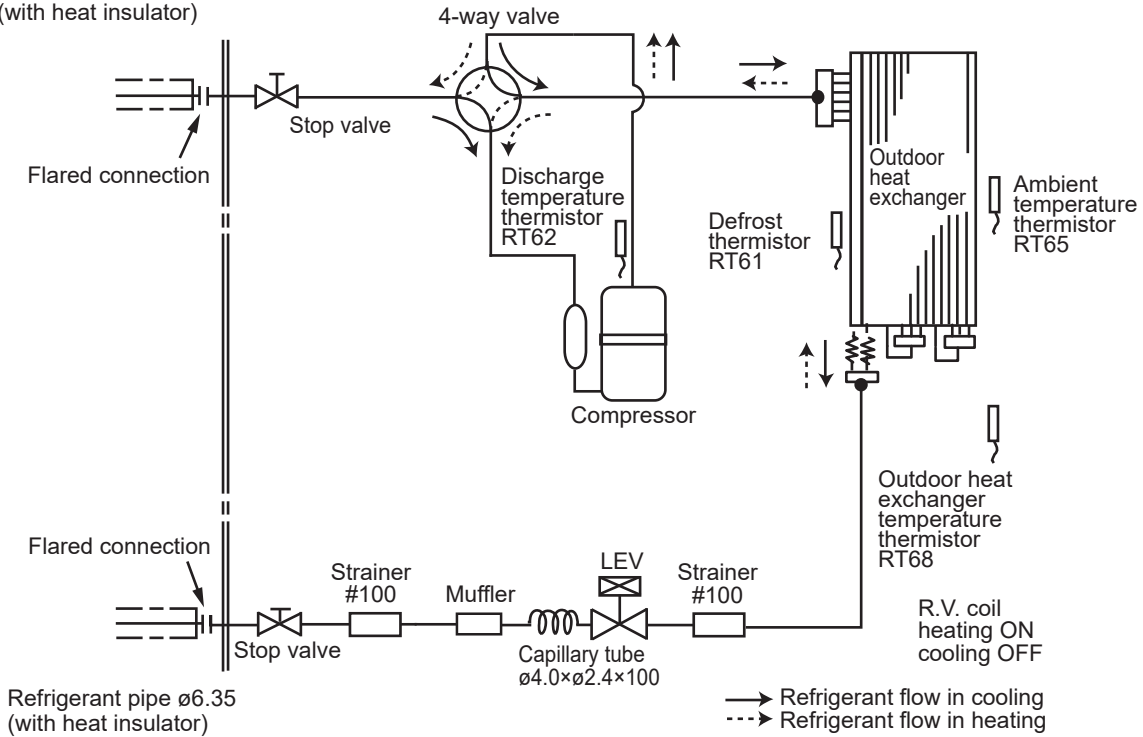 (with heat insulator)
4-way valve
Stop valve
Flared connection
Discharge
temperature
thermistor
RT62
Defrost
thermistor
RT61
Outdoor
heat
exchanger
Ambient
temperature
thermistor
RT65
Compressor
Outdoor heat
exchanger
temperature
thermistor
RT68
Flared connection
Stop valve
Strainer
#100
Muffler
Capillary tube
ø4.0×ø2.4×100
LEV
Strainer
#100
R.V. coil
heating ON
cooling OFF
Refrigerant pipe ø6.35
(with heat insulator)
Refrigerant flow in cooling
Refrigerant flow in heating